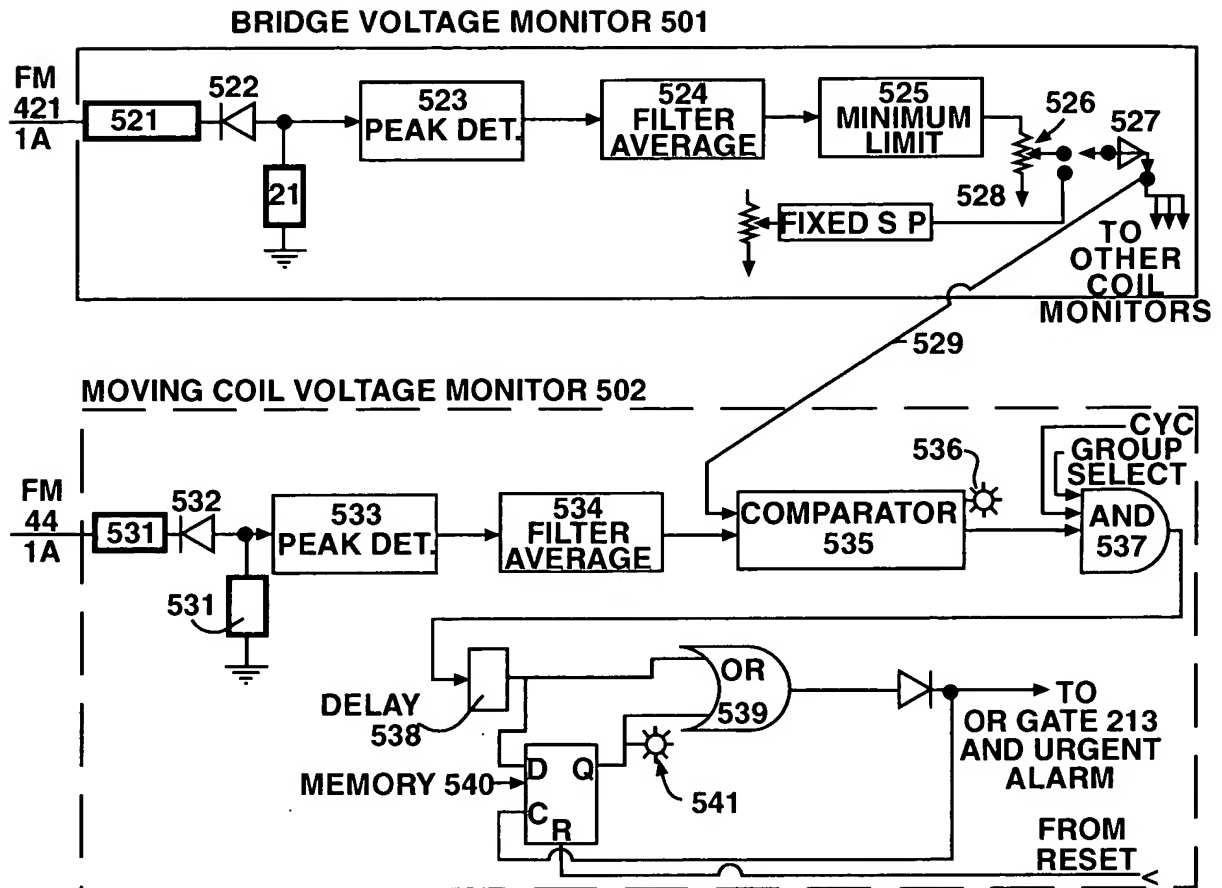 BRIDGE VOLTAGE MONITOR 501
FM
421
1A
521
522
21
523
PEAK DET.
524
FILTER
AVERAGE
525
MINIMUM
LIMIT
526
527
528
FIXED S P
TO
OTHER
COIL
MONITORS
529
MOVING COIL VOLTAGE MONITOR 502
FM
44
1A
531
532
531
533
PEAK DET.
534
FILTER
AVERAGE
COMPARATOR
535
536
CYC
GROUP
SELECT
AND
537
DELAY
538
OR
539
TO
OR GATE 213
AND URGENT
ALARM
MEMORY 540
D Q
C
R
541
FROM
RESET